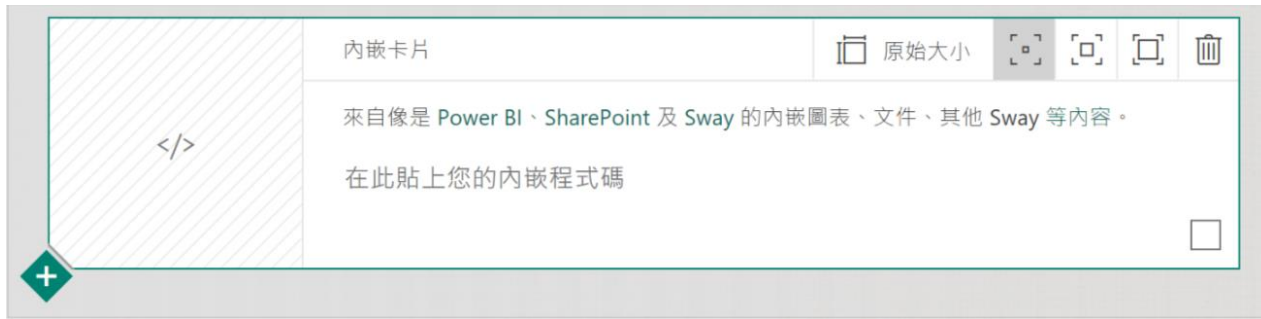 內嵌卡片
原始大小
來自像是 Power BI、SharePoint 及 Sway 的內嵌圖表、文件、其他 Sway 等內容。
</>
在此貼上您的內嵌程式碼